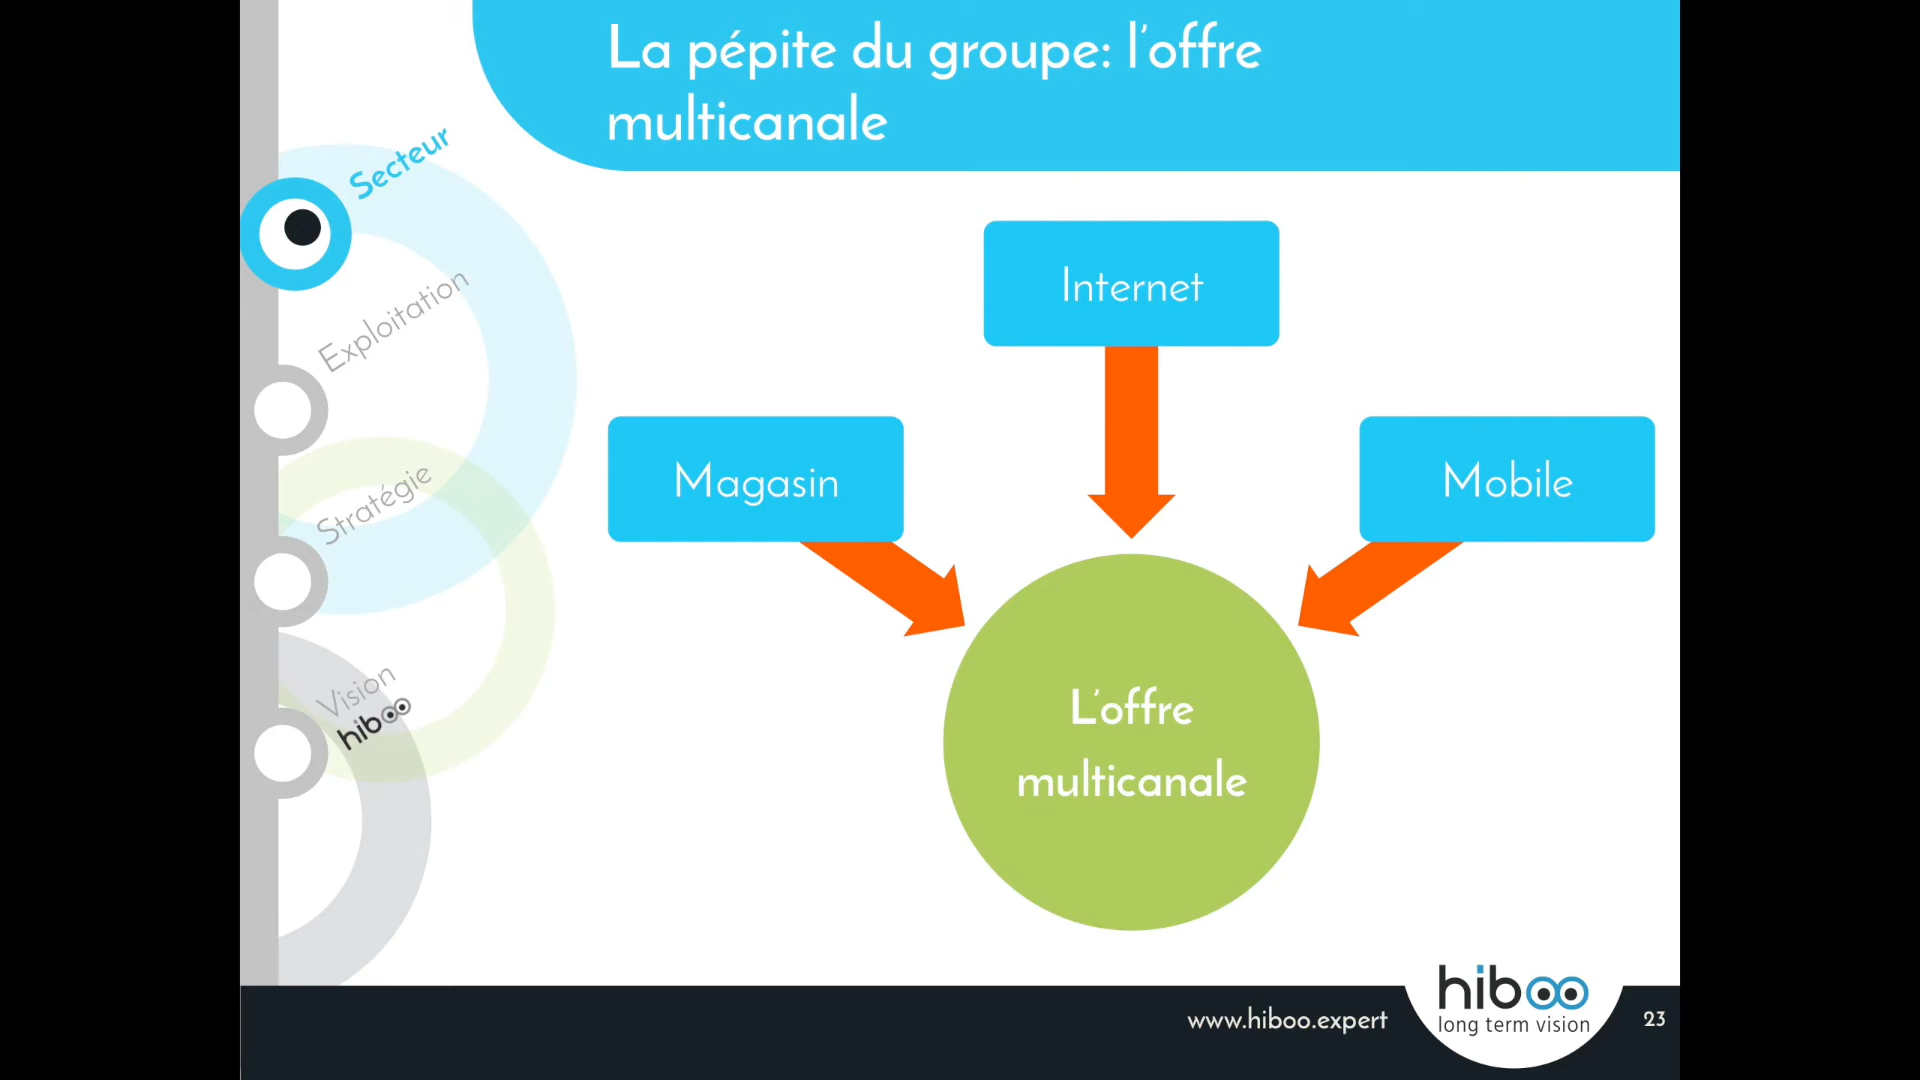 La pépite du groupe: l'offre
multicanale
Secteur
Exploitation
Stratégie
Vision
hiboo
Internet
Magasin
Mobile
L'offre
multicanale
www.hiboo.expert
hiboo
long term vision
23